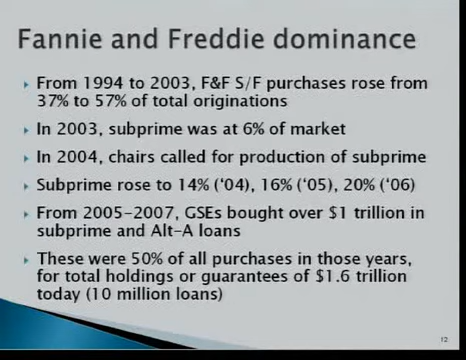 Fannie and Freddie dominance
From 1994 to 2003, F&F S/F purchases rose from
37% to 57% of total originations
In 2003, subprime was at 6% of market
In 2004, chairs called for production of subprime
Subprime rose to 14% (‘04), 16% (‘05), 20% (‘06)
From 2005-2007, GSEs bought over $1 trillion in
subprime and Alt-A loans
These were 50% of all purchases in those years,
for total holdings or guarantees of $1.6 trillion
today (10 million loans)
12